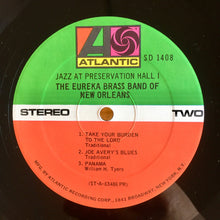 ATLANTIC
SD 1408
JAZZ AT PRESERVATION HALL I
THE EUREKA BRASS BAND OF
NEW ORLEANS
STEREO
TWO
1. TAKE YOUR BURDEN
TO THE LORD
Traditional
2. JOE AVERY'S BLUES
Traditional
3. PANAMA
William H. Tyers
(ST-A-63486 PR)
MFG. BY ATLANTIC RECORDING CORP., 1841 BROADWAY, NEW YORK, N.Y.